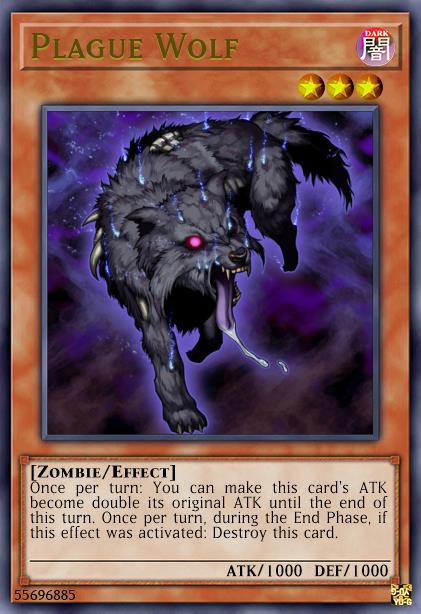 Plague Wolf
DARK
闇
[Zombie/Effect]
Once per turn: You can make this card's ATK
become double its original ATK until the end of
this turn. Once per turn, during the End Phase, if
this effect was activated: Destroy this card.
ATK/1000 DEF/1000
55696885